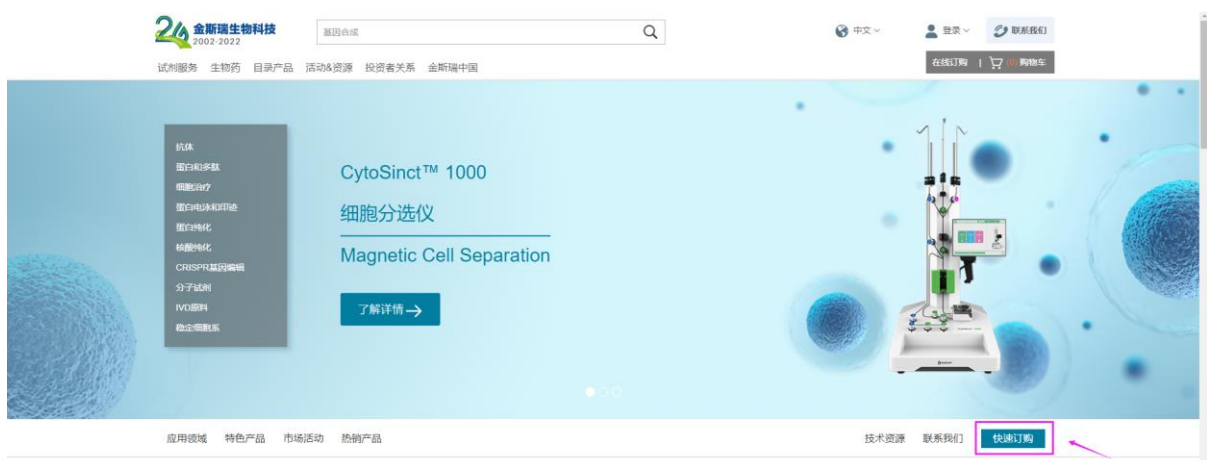 20 金斯瑞生物科技
2002-2022
基因合成
中文
登录
联系我们
试剂服务 生物药 目录产品 活动&资源 投资者关系 金斯瑞中国
在线订购 | (0) 购物车
抗体
蛋白和多肽
细胞治疗
蛋白电泳和印迹
蛋白纯化
核酸纯化
CRISPR基因编辑
分子试剂
IVD原料
稳定细胞系
CytoSinct™ 1000
细胞分选仪
Magnetic Cell Separation
了解详情→
应用领域 特色产品 市场活动 热销产品
技术资源 联系我们 快速订购